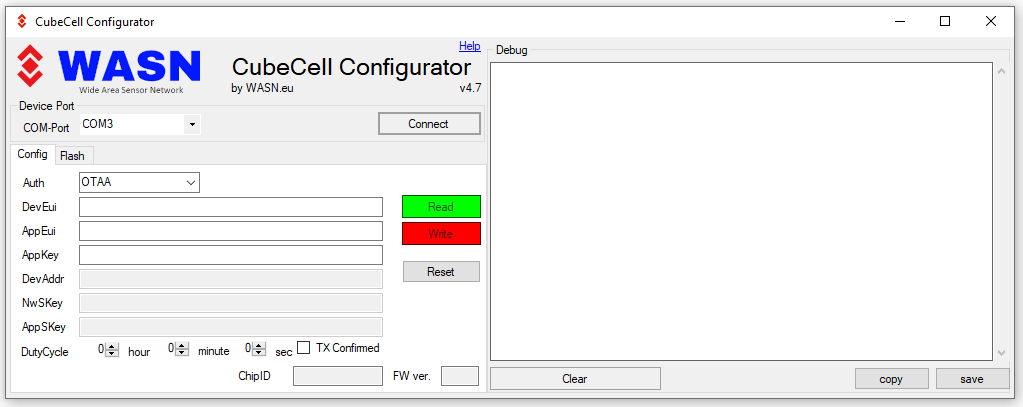 CubeCell Configurator
Help
WASN
Wide Area Sensor Network
CubeCell Configurator
by WASN.eu
v4.7
Device Port
COM-Port
COM3
Connect
Config
Flash
Auth
OTAA
DevEui
Read
AppEui
Write
AppKey
DevAddr
Reset
NwSKey
AppSKey
DutyCycle
0 hour
0 minute
0 sec
TX Confirmed
ChipID
FW ver.
Debug
Clear
copy
save